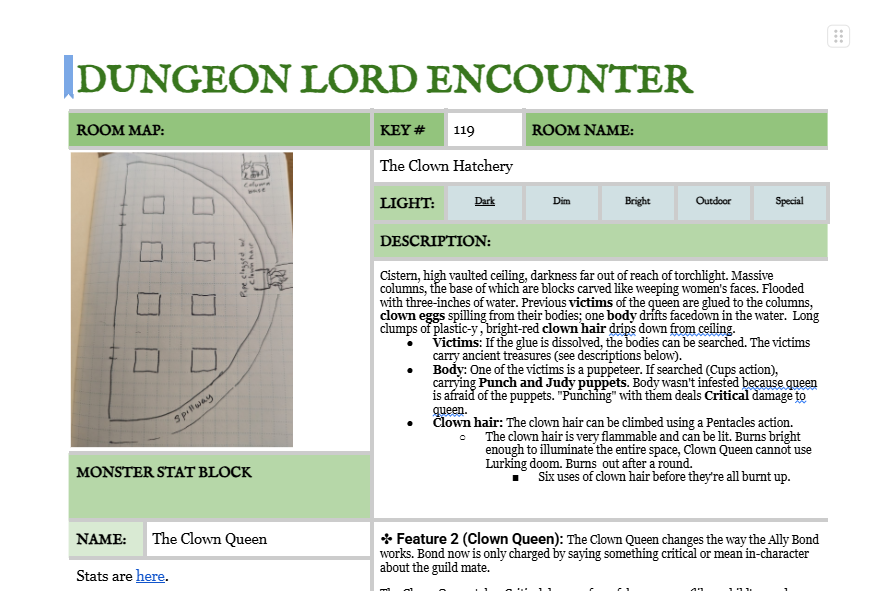 DUNGEON LORD ENCOUNTER
ROOM MAP:
KEY #
119
ROOM NAME:
The Clown Hatchery
LIGHT:
Dark
Dim
Bright
Outdoor
Special
DESCRIPTION:
Cistern, high vaulted ceiling, darkness far out of reach of torchlight. Massive
columns, the base of which are blocks carved like weeping women's faces. Flooded
with three-inches of water. Previous victims of the queen are glued to the columns,
clown eggs spilling from their bodies; one body drifts facedown in the water. Long
clumps of plastic-y , bright-red clown hair drips down from ceiling.
● Victims: If the glue is dissolved, the bodies can be searched. The victims
carry ancient treasures (see descriptions below).
● Body: One of the victims is a puppeteer. If searched (Cups action),
carrying Punch and Judy puppets. Body wasn't infested because queen
is afraid of the puppets. "Punching" with them deals Critical damage to
queen.
● Clown hair: The clown hair can be climbed using a Pentacles action.
○ The clown hair is very flammable and can be lit. Burns bright
enough to illuminate the entire space, Clown Queen cannot use
Lurking doom. Burns out after a round.
■ Six uses of clown hair before they're all burnt up.
Column
base
Pipe clogged w/
clown hair
Spillway
MONSTER STAT BLOCK
NAME:
The Clown Queen
Stats are here.
❖ Feature 2 (Clown Queen): The Clown Queen changes the way the Ally Bond
works. Bond now is only charged by saying something critical or mean in-character
about the guild mate.